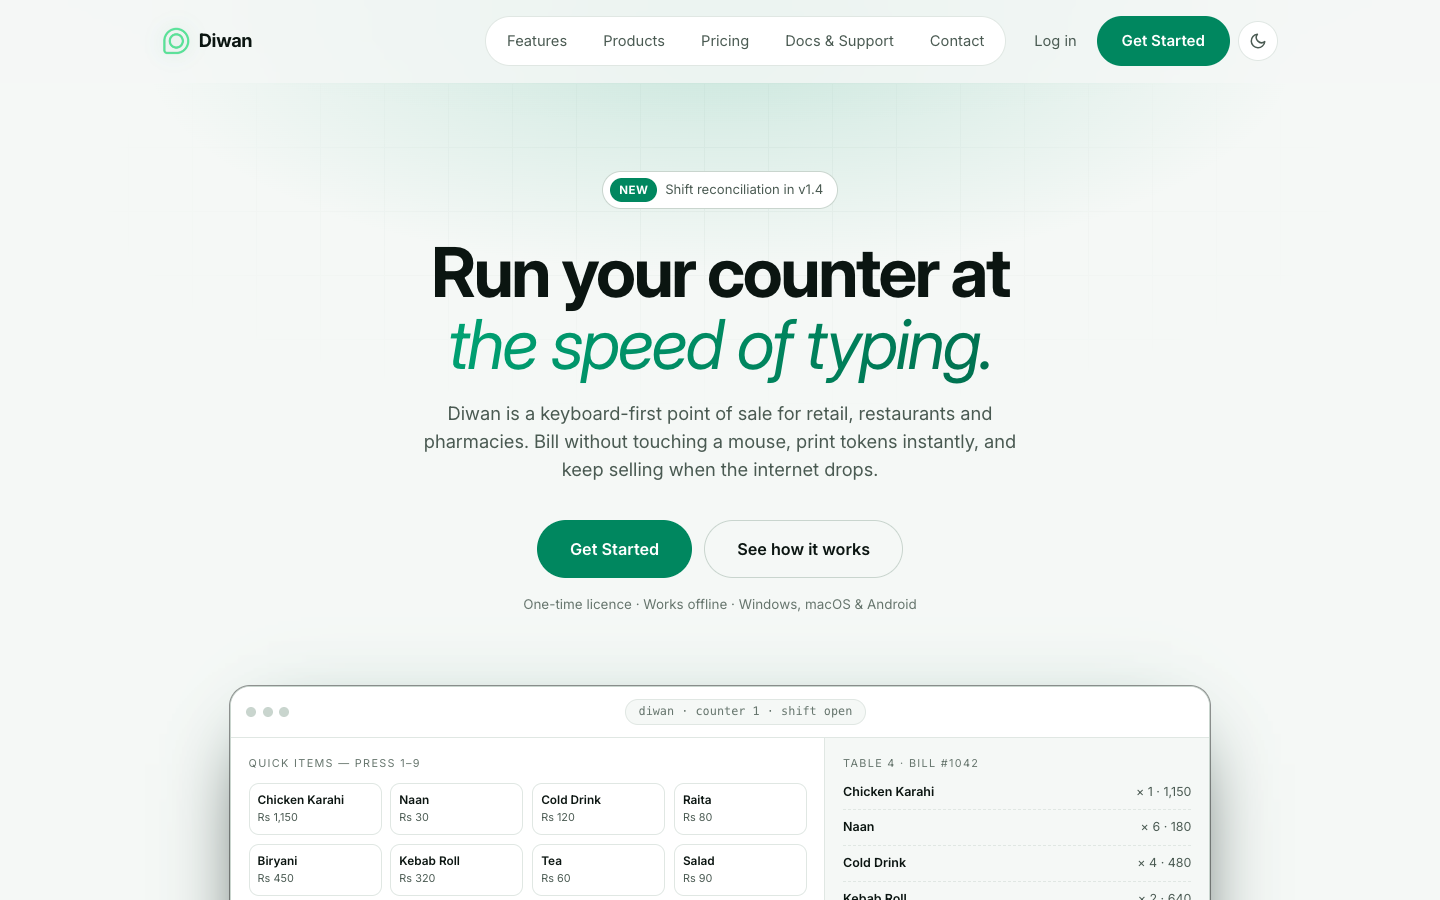 Diwan
Features
Products
Pricing
Docs & Support
Contact
Log in
Get Started
NEW Shift reconciliation in v1.4
Run your counter at
the speed of typing.
Diwan is a keyboard-first point of sale for retail, restaurants and
pharmacies. Bill without touching a mouse, print tokens instantly, and
keep selling when the internet drops.
Get Started
See how it works
One-time licence · Works offline · Windows, macOS & Android
diwan · counter 1 · shift open
QUICK ITEMS — PRESS 1–9
Chicken Karahi
Rs 1,150
Naan
Rs 30
Cold Drink
Rs 120
Raita
Rs 80
Biryani
Rs 450
Kebab Roll
Rs 320
Tea
Rs 60
Salad
Rs 90
TABLE 4 · BILL #1042
Chicken Karahi × 1 · 1,150
Naan × 6 · 180
Cold Drink × 4 · 480
Kebab Roll × 2 · 640